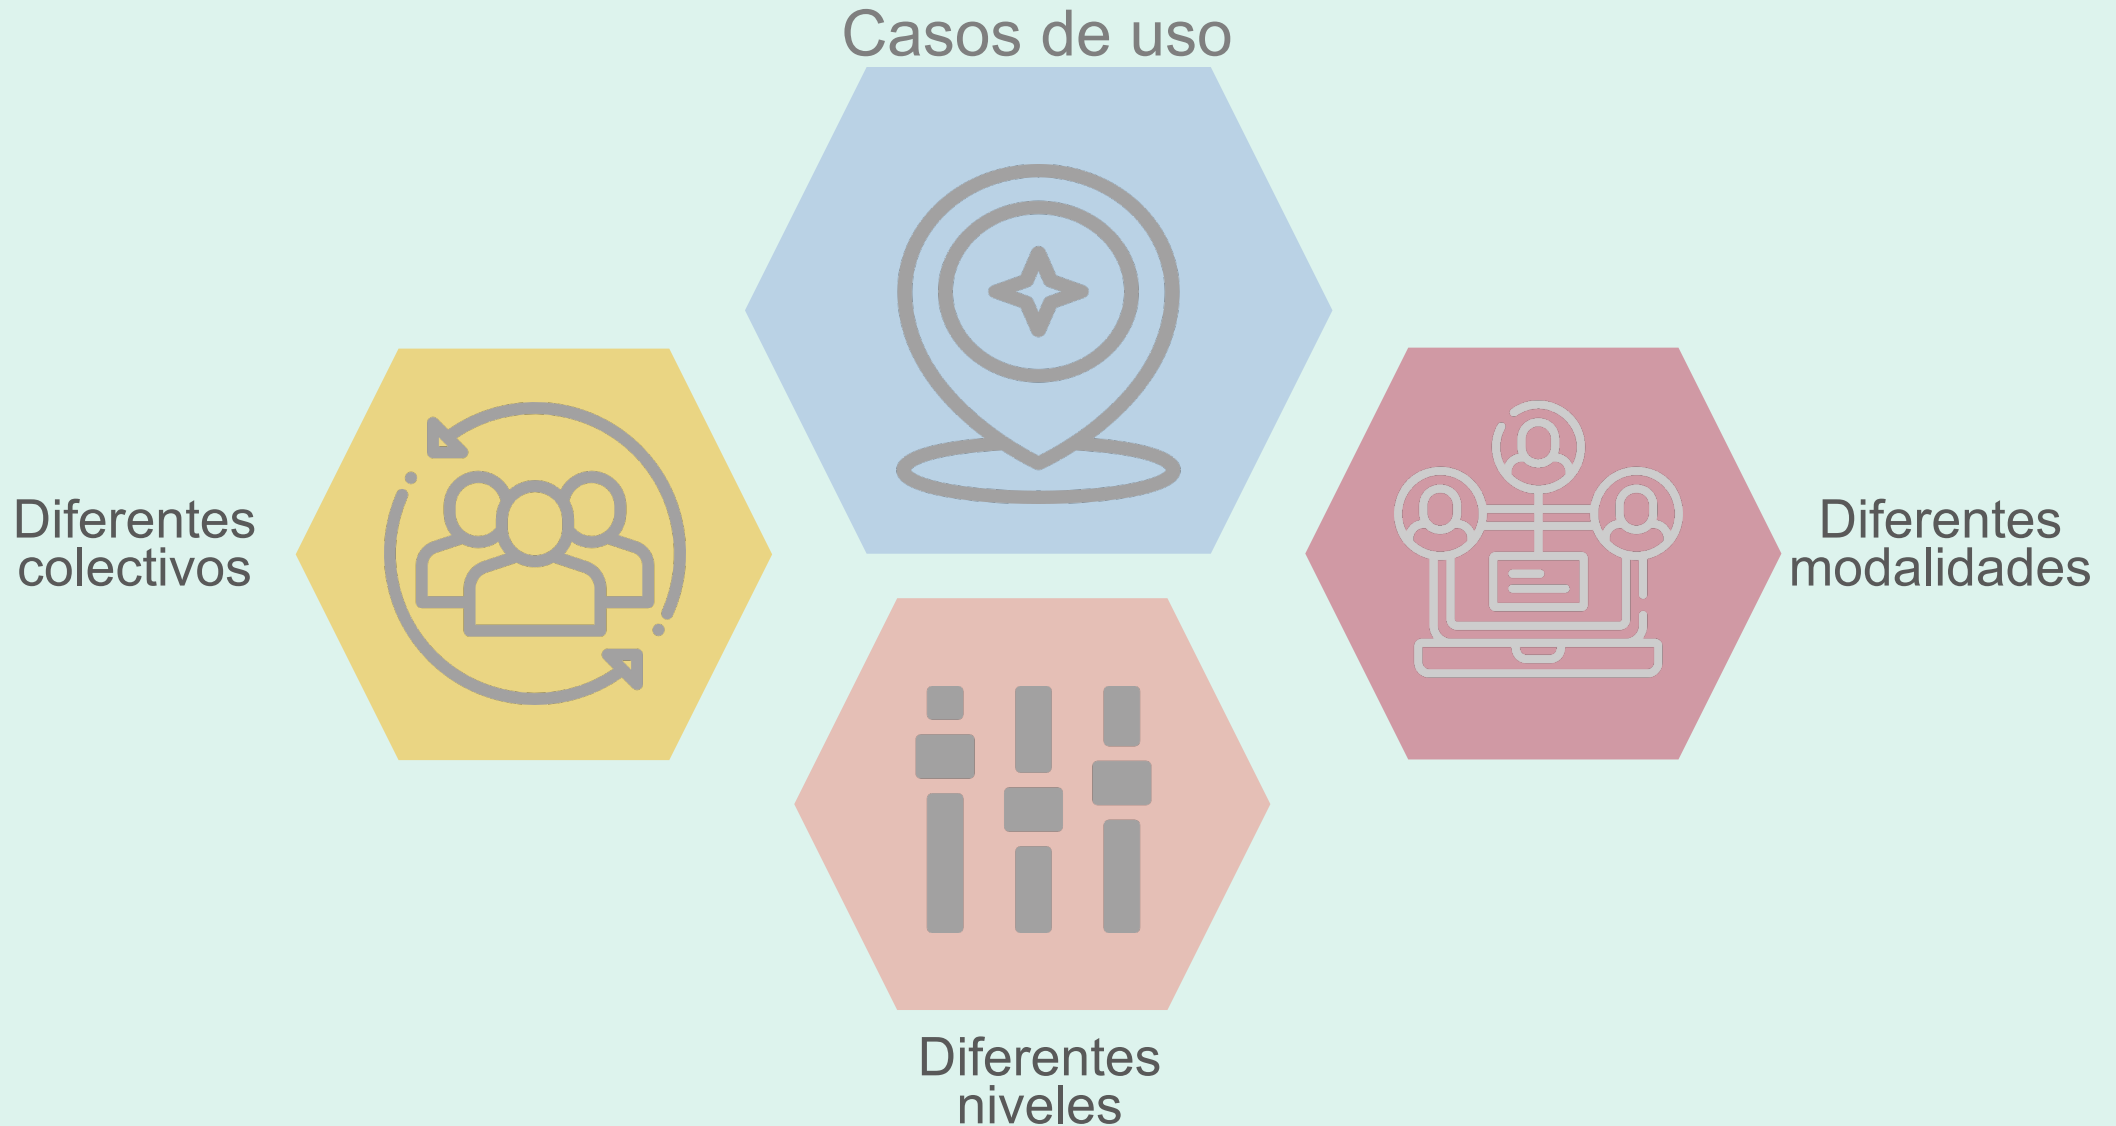 Casos de uso
Diferentes
colectivos
Diferentes
modalidades
Diferentes
niveles